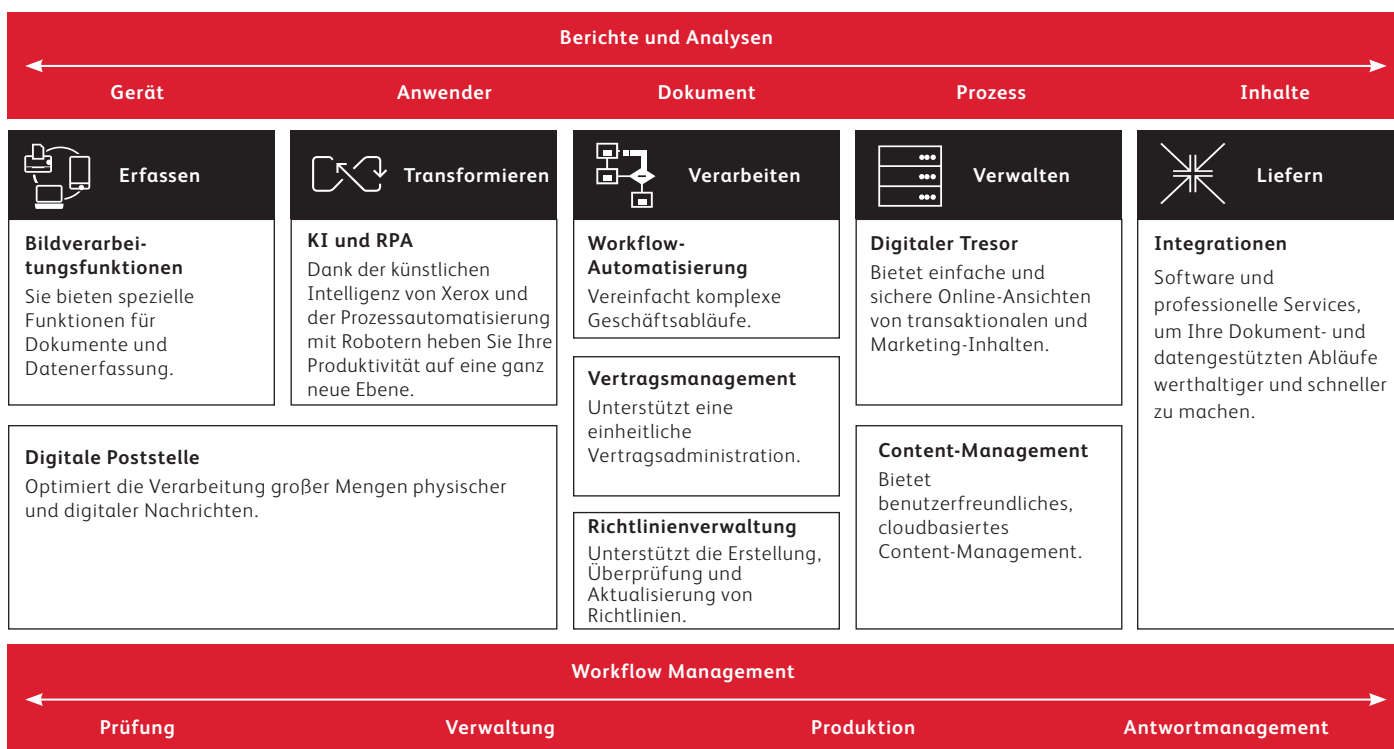 Berichte und Analysen
Gerät Anwender Dokument Prozess Inhalte
Erfassen
Bildverarbei-
tungsfunktionen
Sie bieten spezielle
Funktionen für
Dokumente und
Datenerfassung.
Transformieren
KI und RPA
Dank der künstlichen
Intelligenz von Xerox und
der Prozessautomatisierung
mit Robotern heben Sie Ihre
Produktivität auf eine ganz
neue Ebene.
Digitale Poststelle
Optimiert die Verarbeitung großer Mengen physischer
und digitaler Nachrichten.
Verarbeiten
Workflow-
Automatisierung
Vereinfacht komplexe
Geschäftsabläufe.
Vertragsmanagement
Unterstützt eine
einheitliche
Vertragsadministration.
Richtlinienverwaltung
Unterstützt die Erstellung,
Überprüfung und
Aktualisierung von
Richtlinien.
Verwalten
Digitaler Tresor
Bietet einfache und
sichere Online-Ansichten
von transaktionalen und
Marketing-Inhalten.
Content-Management
Bietet
benutzerfreundliches,
cloudbasiertes
Content-Management.
Liefern
Integrationen
Software und
professionelle Services,
um Ihre Dokument- und
datengestützten Abläufe
werthaltiger und schneller
zu machen.
Workflow Management
Prüfung Verwaltung Produktion Antwortmanagement